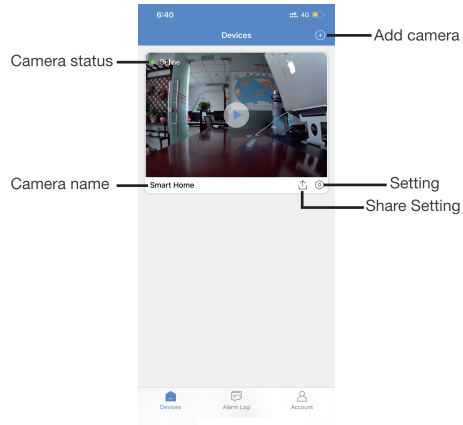 6:40
4G
Devices
Add camera
Camera status
Online
Camera name
Smart Home
Setting
Share Setting
Devices
Alarm Log
Account